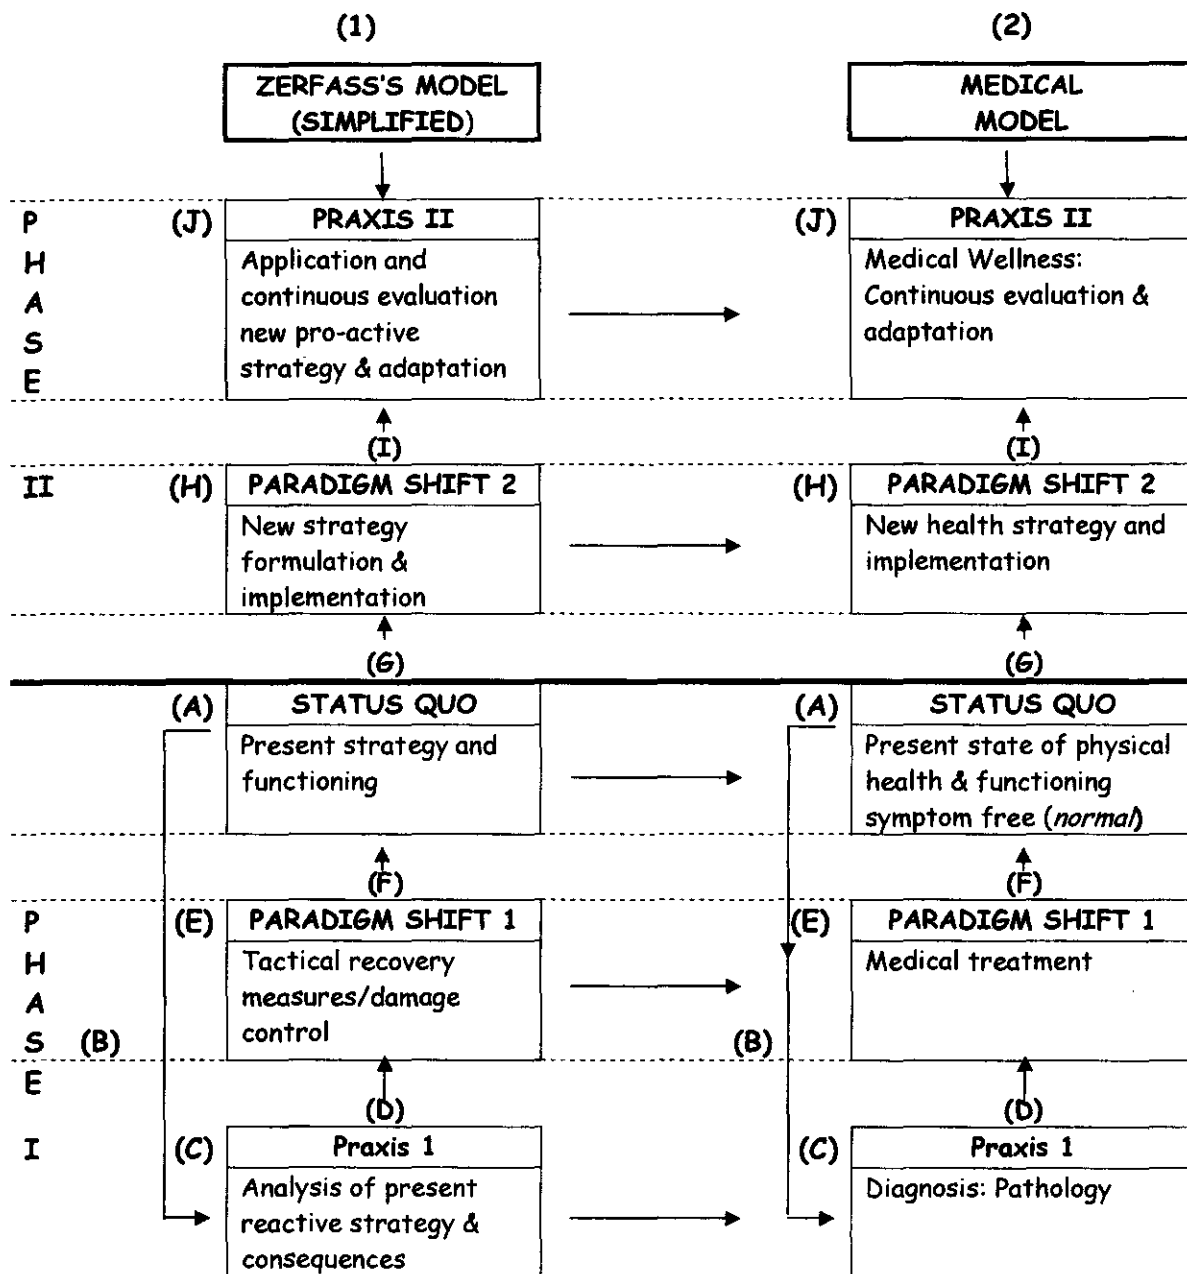 (1)
(2)
ZERFASS'S MODEL
(SIMPLIFIED)
MEDICAL
MODEL
P
H
A
S
E
(J)
PRAXIS II
Application and
continuous evaluation
new pro-active
strategy & adaptation
(J)
PRAXIS II
Medical Wellness:
Continuous evaluation &
adaptation
(I)
(I)
II
(H)
PARADIGM SHIFT 2
New strategy
formulation &
implementation
(H)
PARADIGM SHIFT 2
New health strategy and
implementation
(G)
(G)
(A)
STATUS QUO
Present strategy and
functioning
(A)
STATUS QUO
Present state of physical
health & functioning
symptom free (normal)
(F)
(F)
P
H
A
S
E
I
(B)
(E)
PARADIGM SHIFT 1
Tactical recovery
measures/damage
control
(B)
(E)
PARADIGM SHIFT 1
Medical treatment
(D)
(D)
(C)
Praxis 1
Analysis of present
reactive strategy &
consequences
(C)
Praxis 1
Diagnosis: Pathology